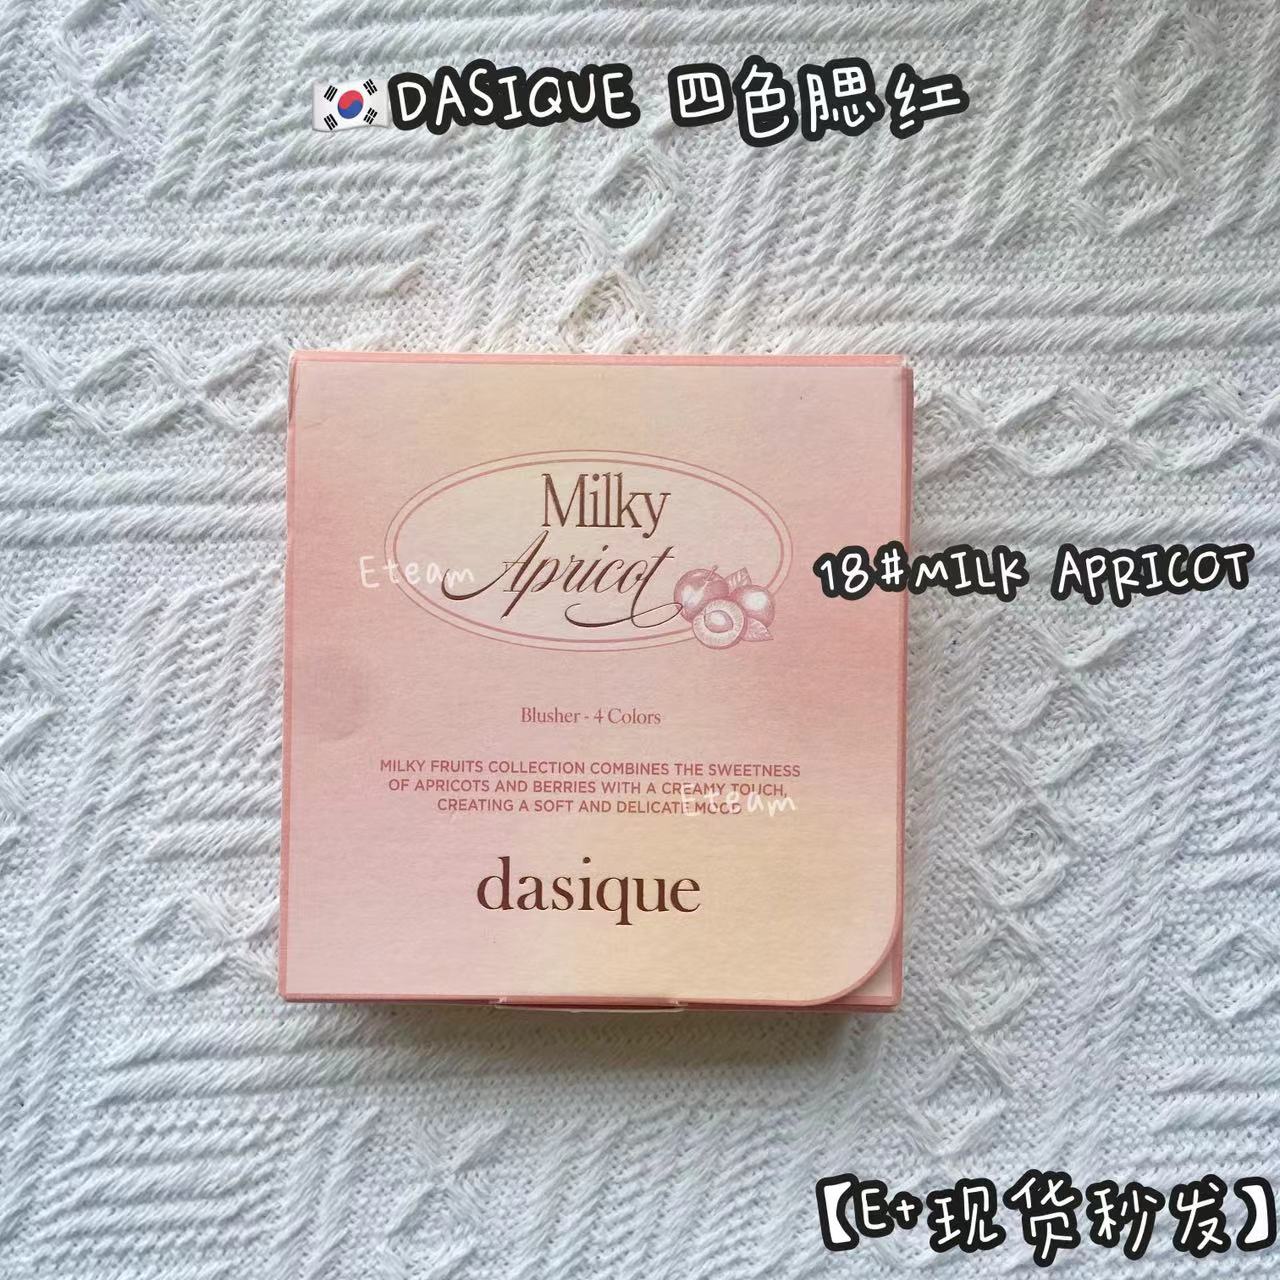 🇰🇷DASIQUE 四色腮红
Milky
Apricot
Eteam
18#MILK APRICOT
Blusher - 4 Colors
MILKY FRUITS COLLECTION COMBINES THE SWEETNESS
OF APRICOTS AND BERRIES WITH A CREAMY TOUCH,
CREATING A SOFT AND DELICATE MOOD
Eteam
dasique
【E+现货秒发】